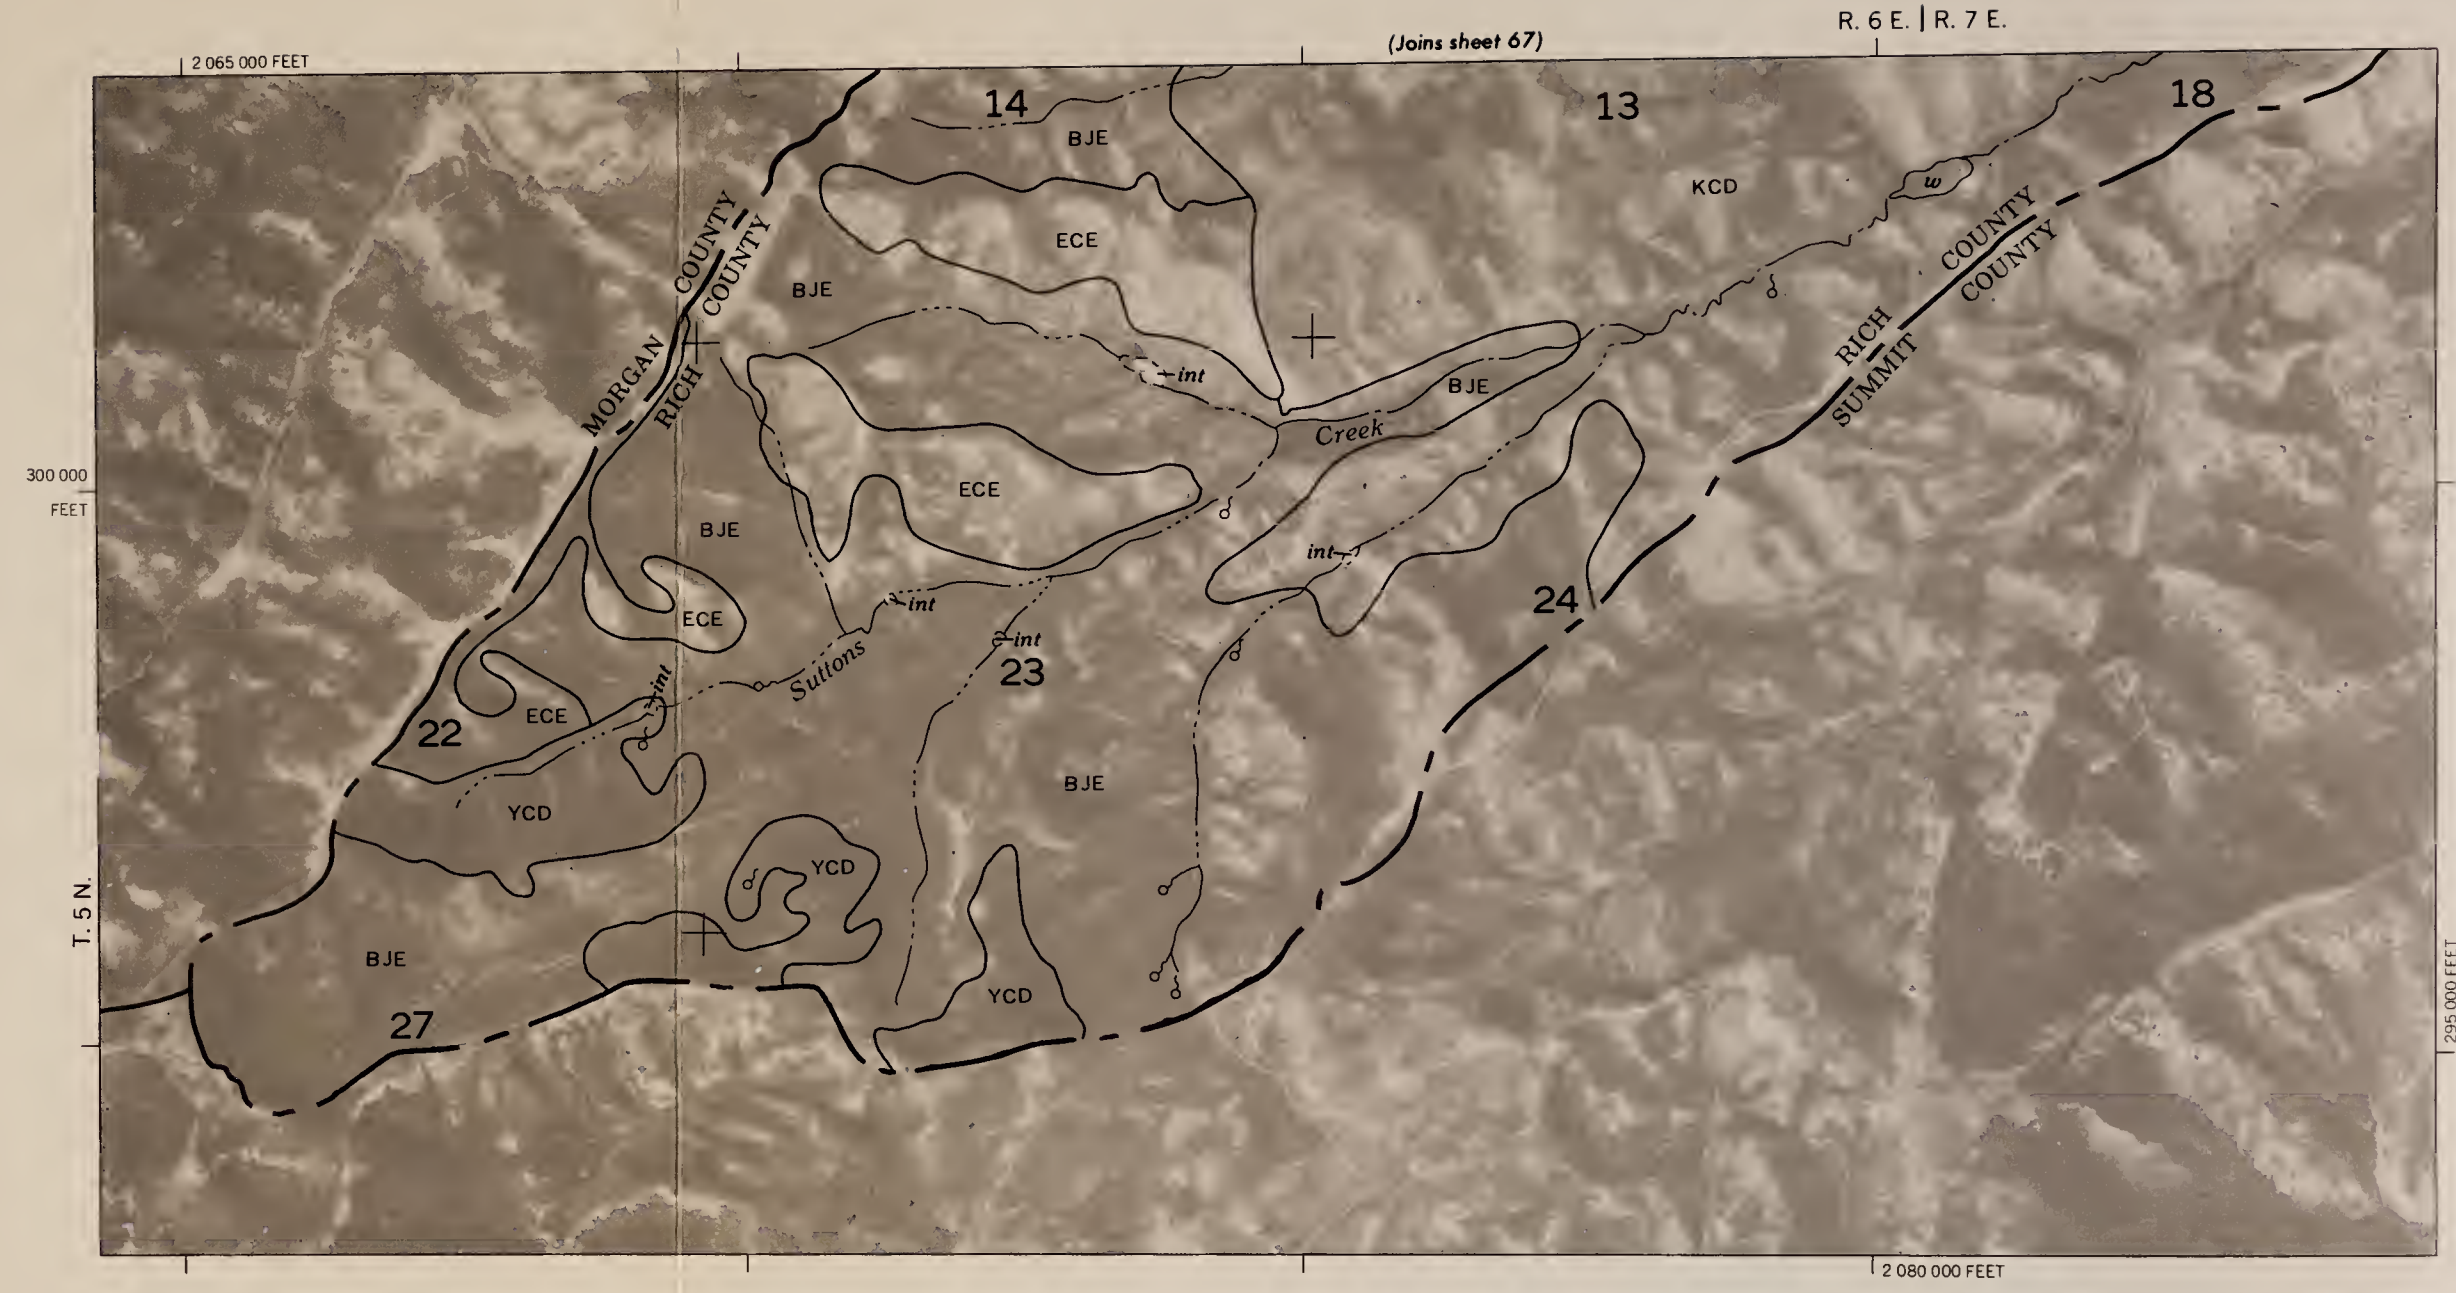 R. 6 E. | R. 7 E.
(Joins sheet 67)
2 065 000 FEET
14
13
18
BJE
KCD
w
COUNTY
COUNTY
ECE
COUNTY
COUNTY
BJE
RICH
SUMMIT
MORGAN
RICH
int
BJE
Creek
300 000
FEET
ECE
BJE
int
24
int
ECE
int
23
Suttons
int
ECE
22
BJE
YCD
YCD
T. 5 N.
BJE
YCD
27
295 000 FEET
2 080 000 FEET